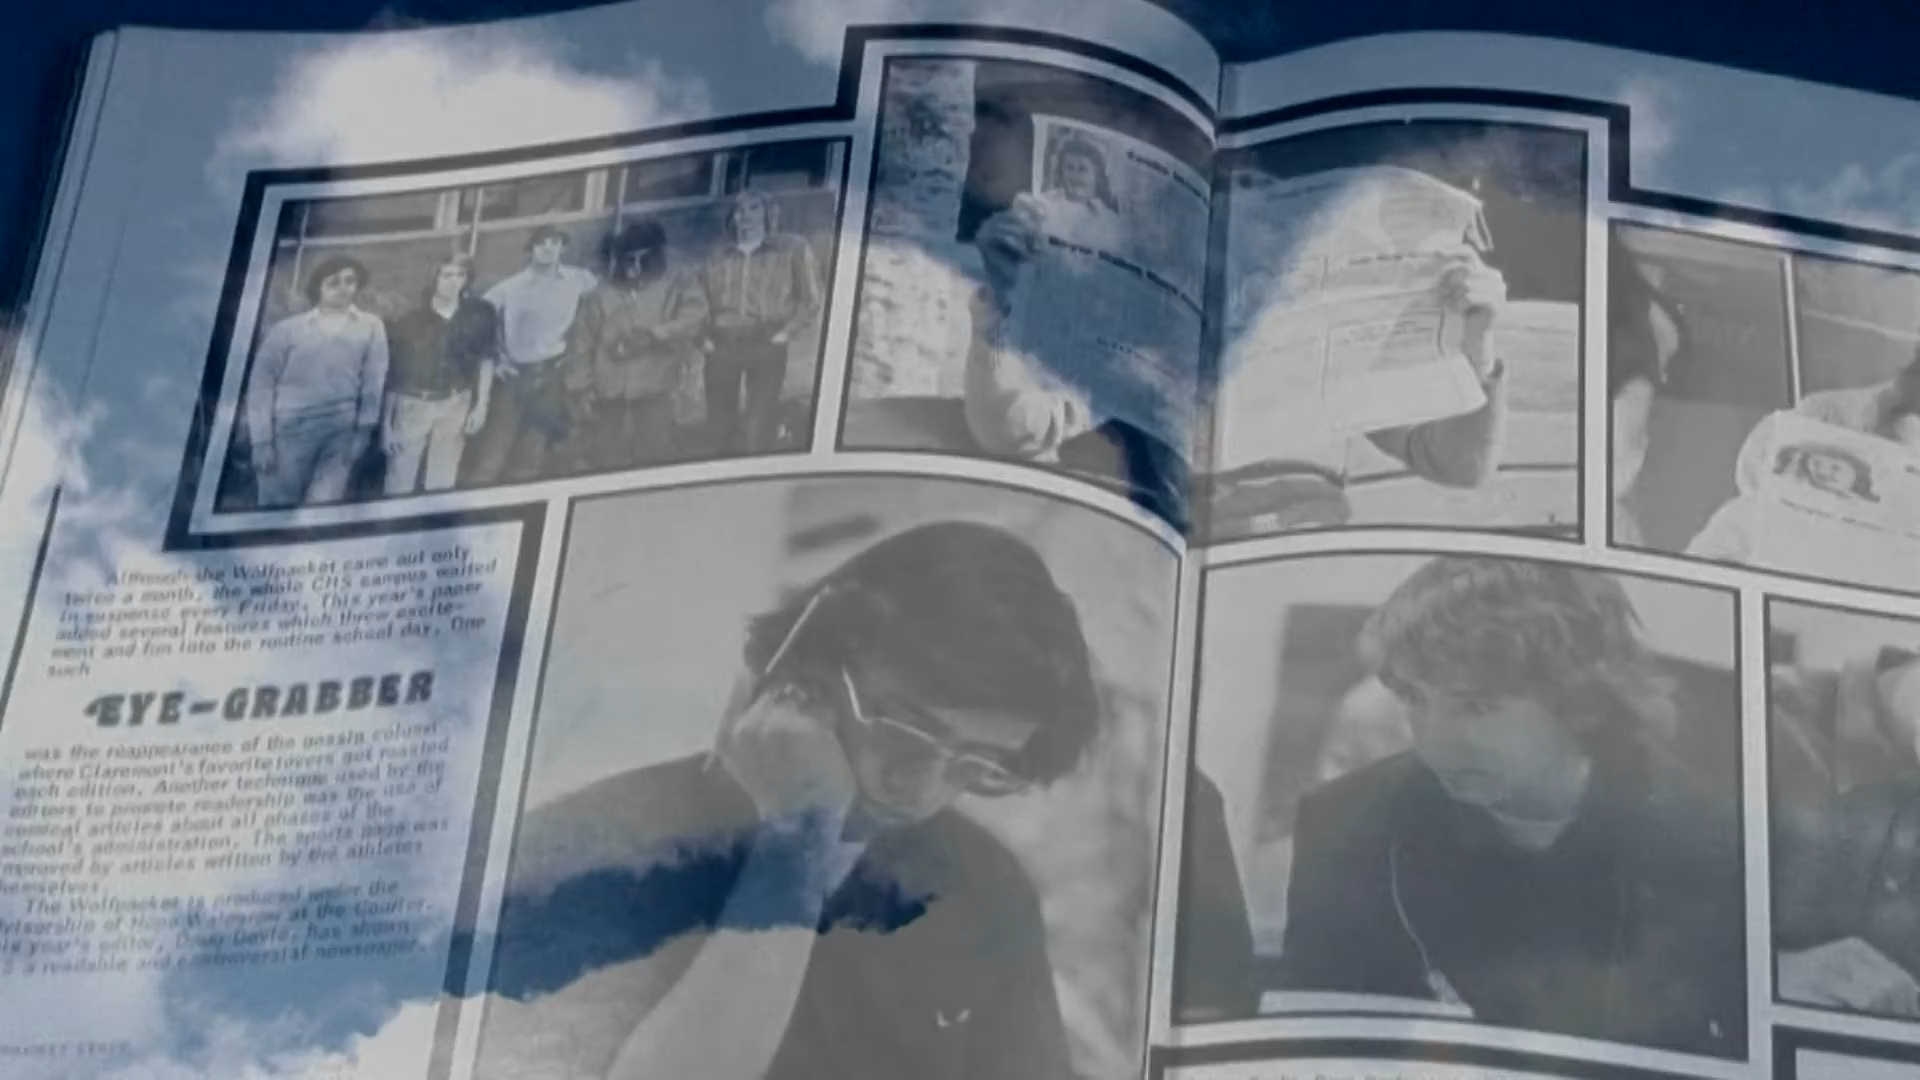 Although the Wolfpacket came out only
twice a month, the whole CHS campus waited
in suspense every Friday. This year's paper
added several features which threw excite-
ment and fun into the routine school day. One
such
EYE-GRABBER
was the reappearance of the gossip column
where Claremont's favorite lovers got roasted
each edition. Another technique used by the
editors to promote readership was the use of
comical articles about all phases of the
school's administration. The sports page was
improved by articles written by the athletes
themselves.
The Wolfpacket is produced under the
of at the Courier.
year's editor, Doug David, has shown
a readable and controversial newspaper.